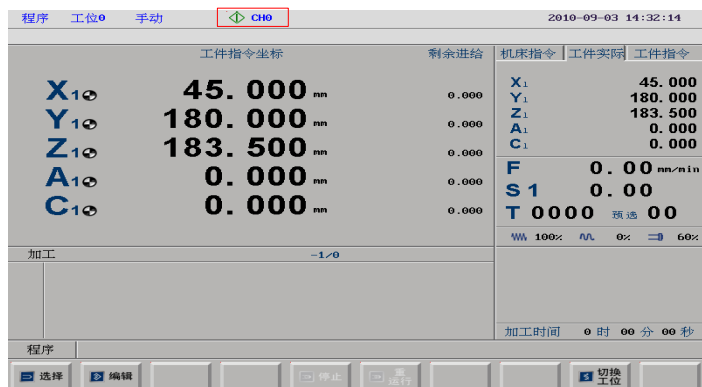 程序 工位0 手动 CH0 2010-09-03 14:32:14
工件指令坐标 剩余进给 机床指令 工件实际 工件指令
X1 45.000 mm 0.000
Y1 180.000 mm 0.000
Z1 183.500 mm 0.000
A1 0.000 mm 0.000
C1 0.000 mm 0.000
X1 45.000
Y1 180.000
Z1 183.500
A1 0.000
C1 0.000
F 0.00 mm/min
S1 0.00
T 0000 预选 00
100% 0% 60%
加工 -1/0
加工时间 0 时 00 分 00 秒
程序
选择 编辑 停止 重运行 切换工位